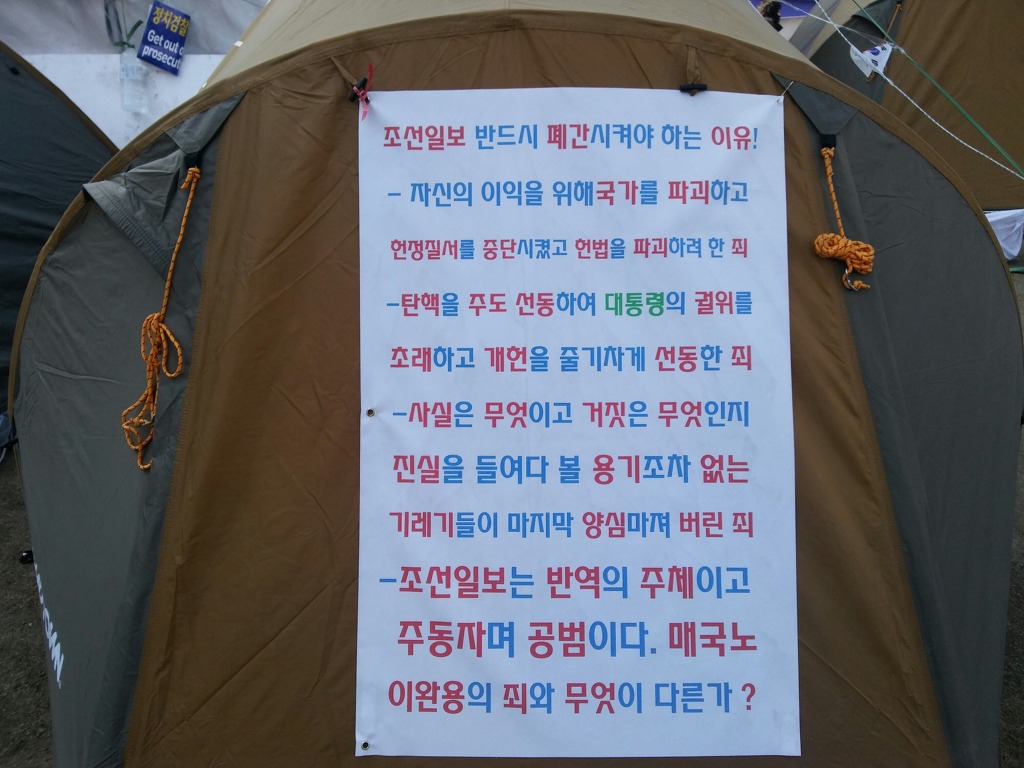 정치검찰
Get out
prosecut
조선일보 반드시 폐간시켜야 하는 이유!
- 자신의 이익을 위해국가를 파괴하고
헌정질서를 중단시켰고 헌법을 파괴하려 한 죄
-탄핵을 주도 선동하여 대통령의 궐위를
초래하고 개헌을 줄기차게 선동한 죄
-사실은 무엇이고 거짓은 무엇인지
진실을 들여다 볼 용기조차 없는
기레기들이 마지막 양심마져 버린 죄
-조선일보는 반역의 주체이고
주동자며 공범이다. 매국노
이완용의 죄와 무엇이 다른가 ?